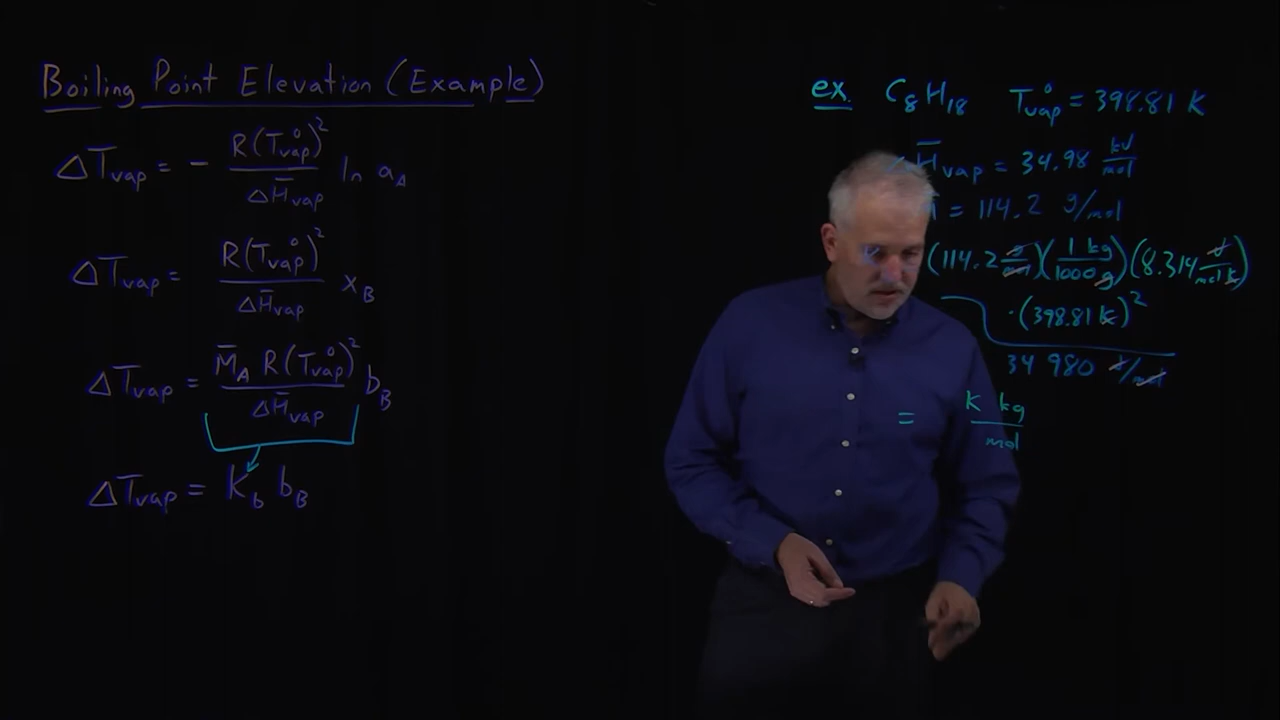 Boiling Point Elevation (Example)
ΔTvap = - R(T°vap)² / ΔH̄vap ln aA
ΔTvap = R(T°vap)² / ΔH̄vap xB
ΔTvap = M̄A R(T°vap)² / ΔH̄vap bB
ΔTvap = Kb bB
ex. C8H18 T°vap = 398.81 K
H̄vap = 34.98 kJ/mol
= 114.2 g/mol
(114.2 g/mol)(1 kg/1000 g)(8.314 J/mol K)
·(398.81 K)²
34 980 J/mol
= K kg/mol